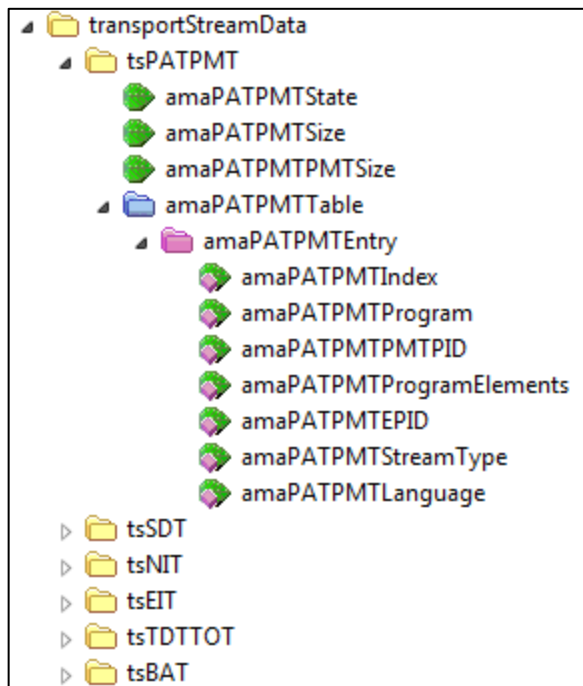 transportStreamData
tsPATPMT
amaPATPMTState
amaPATPMTSize
amaPATPMTPMTSize
amaPATPMTTable
amaPATPMTEntry
amaPATPMTIndex
amaPATPMTProgram
amaPATPMTPMTPID
amaPATPMTProgramElements
amaPATPMTEPID
amaPATPMTStreamType
amaPATPMTLanguage
tsSDT
tsNIT
tsEIT
tsTDTTOT
tsBAT